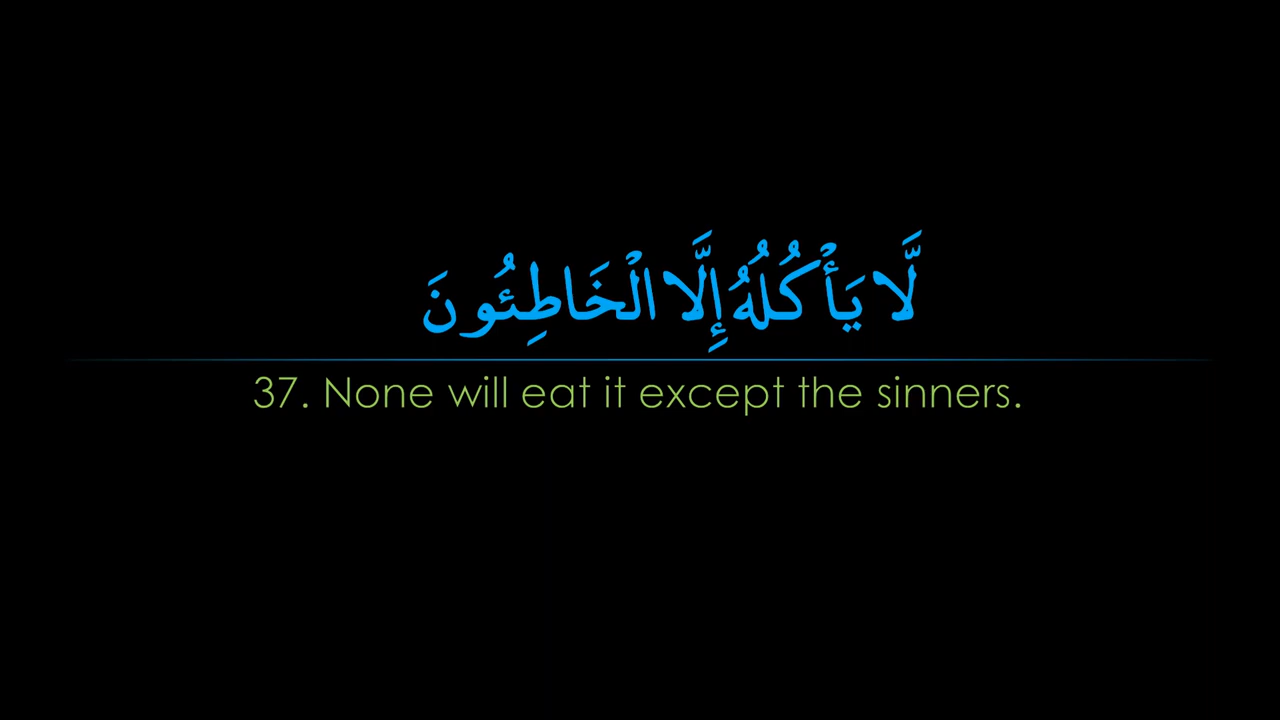 لَّا يَأْكُلُهُ إِلَّا الْخَاطِئُونَ
37. None will eat it except the sinners.